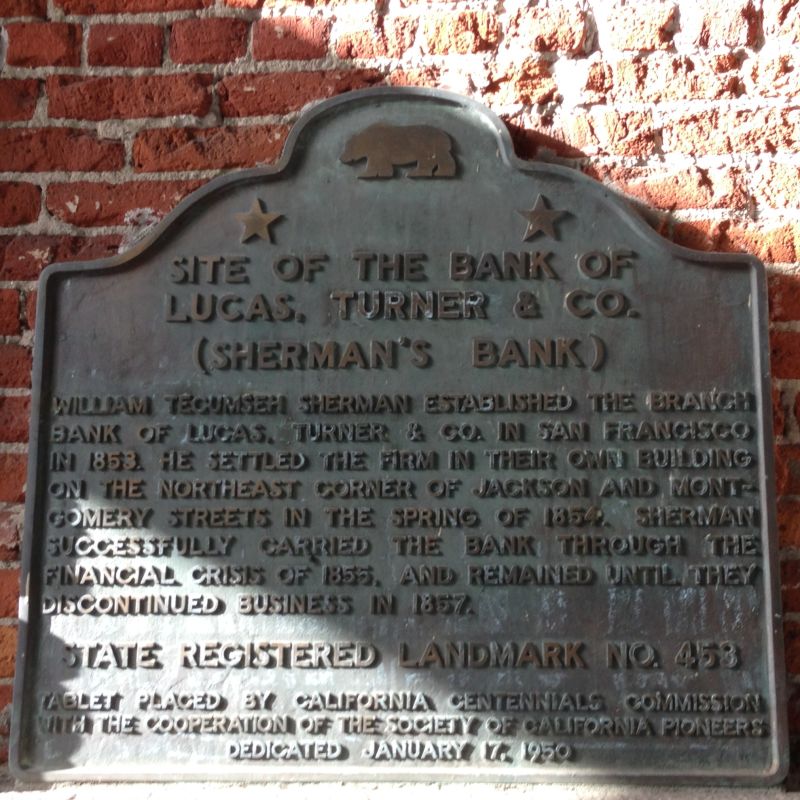 SITE OF THE BANK OF
LUCAS, TURNER & CO.
(SHERMAN'S BANK)
WILLIAM TECUMSEH SHERMAN ESTABLISHED THE BRANCH
BANK OF LUCAS, TURNER & CO. IN SAN FRANCISCO
IN 1853. HE SETTLED THE FIRM IN THEIR OWN BUILDING
ON THE NORTHEAST CORNER OF JACKSON AND MONT-
GOMERY STREETS IN THE SPRING OF 1854. SHERMAN
SUCCESSFULLY CARRIED THE BANK THROUGH THE
FINANCIAL CRISIS OF 1855, AND REMAINED UNTIL THEY
DISCONTINUED BUSINESS IN 1857.
STATE REGISTERED LANDMARK NO. 453
TABLET PLACED BY CALIFORNIA CENTENNIALS COMMISSION
WITH THE COOPERATION OF THE SOCIETY OF CALIFORNIA PIONEERS
DEDICATED JANUARY 17, 1950